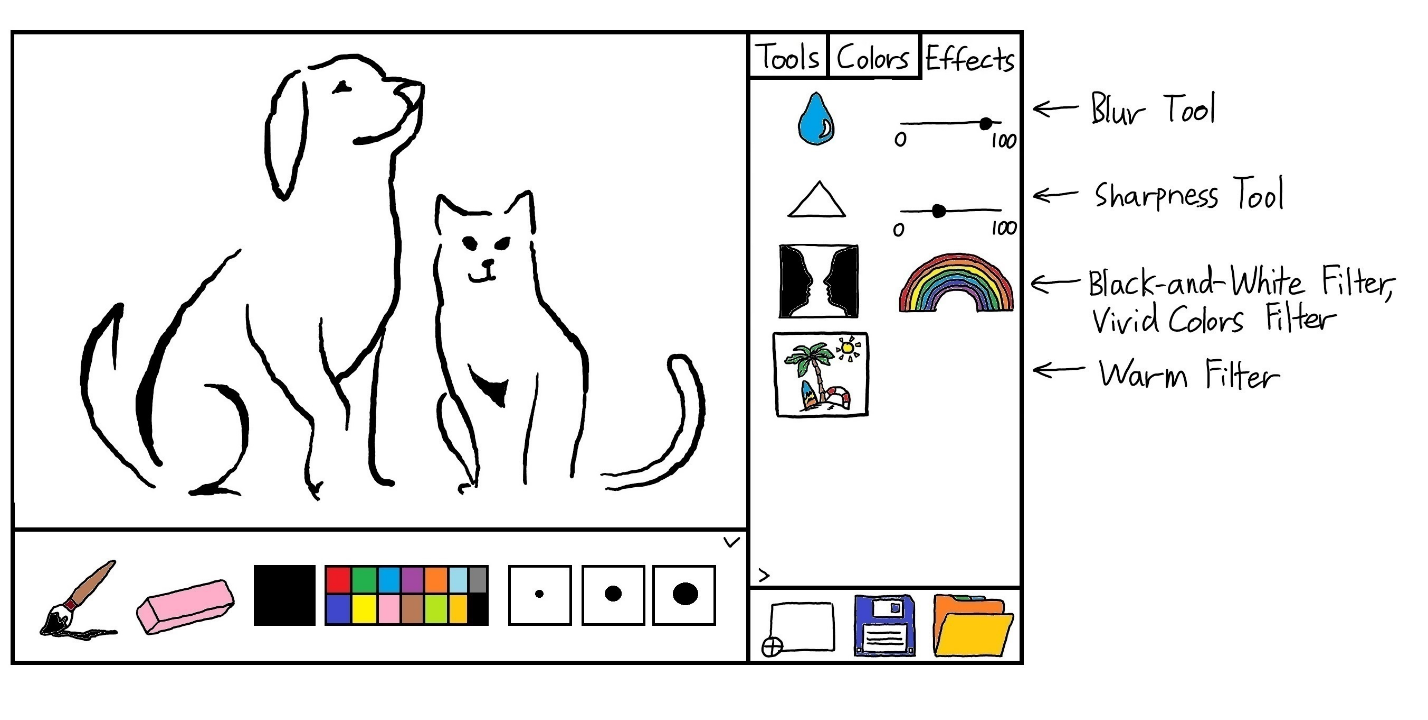 Tools Colors Effects
Blur Tool
0 100
Sharpness Tool
0 100
Black-and-White Filter,
Vivid Colors Filter
Warm Filter